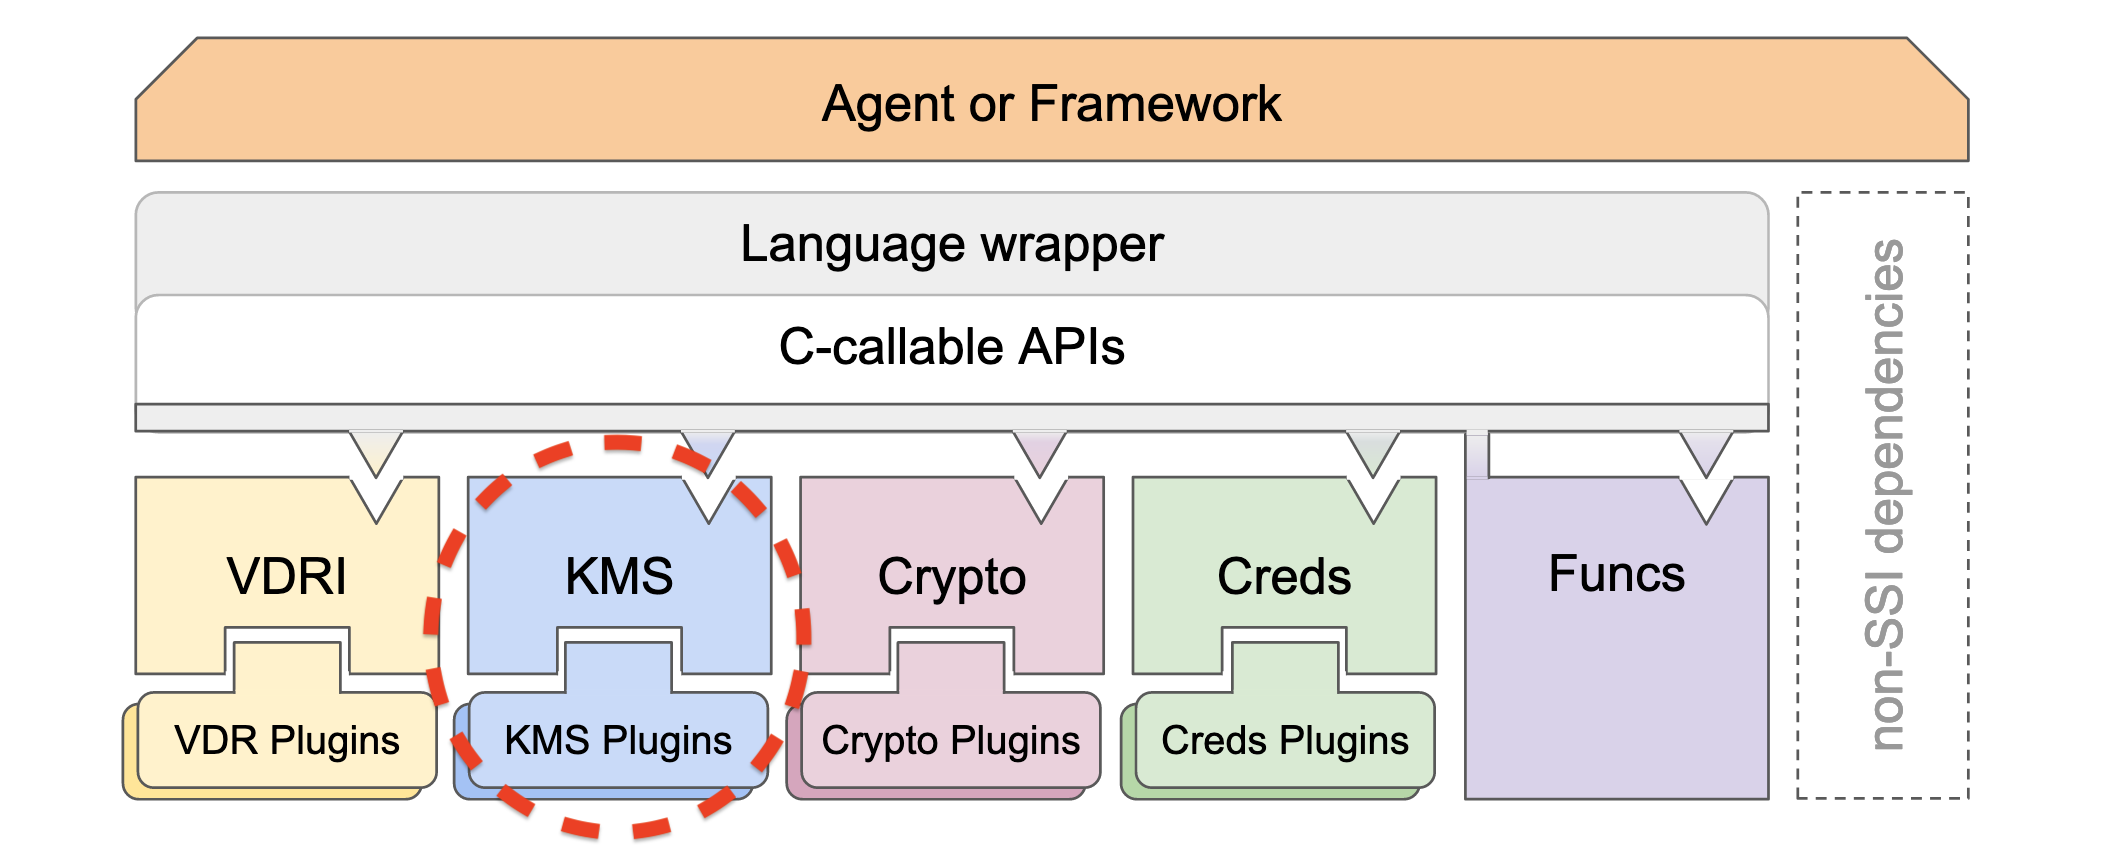 Agent or Framework
Language wrapper
C-callable APIs
VDRI
KMS
Crypto
Creds
Funcs
VDR Plugins
KMS Plugins
Crypto Plugins
Creds Plugins
non-SSI dependencies